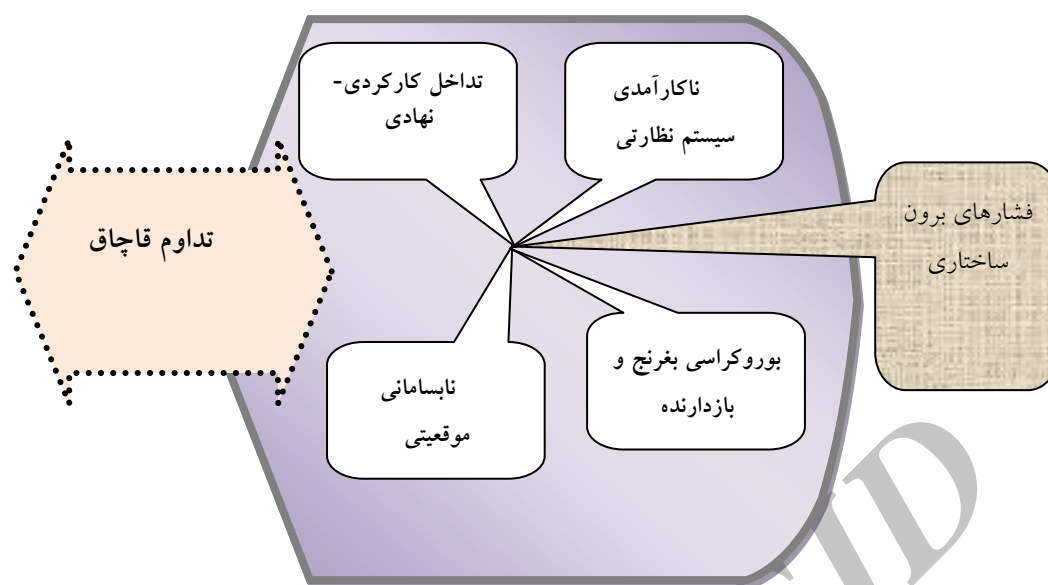 ناکارآمدی
سیستم نظارتی
تداخل کارکردی-
نهادی
فشارهای برون
ساختاری
تداوم قاچاق
بوروکراسی بغرنج و
بازدارنده
نابسامانی
موقعیتی